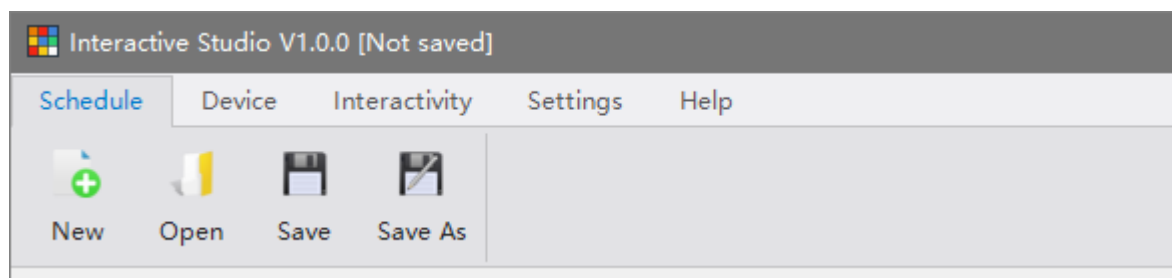 Interactive Studio V1.0.0 [Not saved]
Schedule Device Interactivity Settings Help
New Open Save Save As